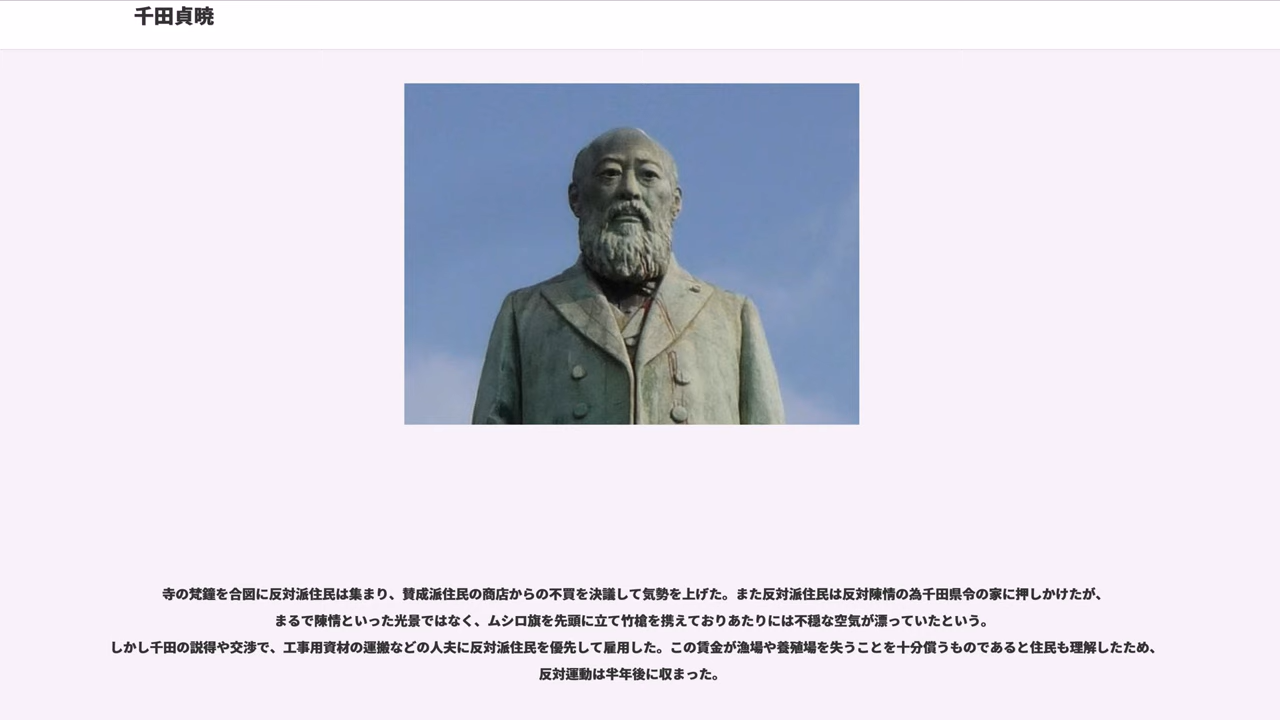 千田貞暁
寺の梵鐘を合図に反対派住民は集まり、賛成派住民の商店からの不買を決議して気勢を上げた。また反対派住民は反対陳情の為千田県令の家に押しかけたが、
まるで陳情といった光景ではなく、ムシロ旗を先頭に立て竹槍を携えておりあたりには不穏な空気が漂っていたという。
しかし千田の説得や交渉で、工事用資材の運搬などの人夫に反対派住民を優先して雇用した。この賃金が漁場や養殖場を失うことを十分償うものであると住民も理解したため、
反対運動は半年後に収まった。